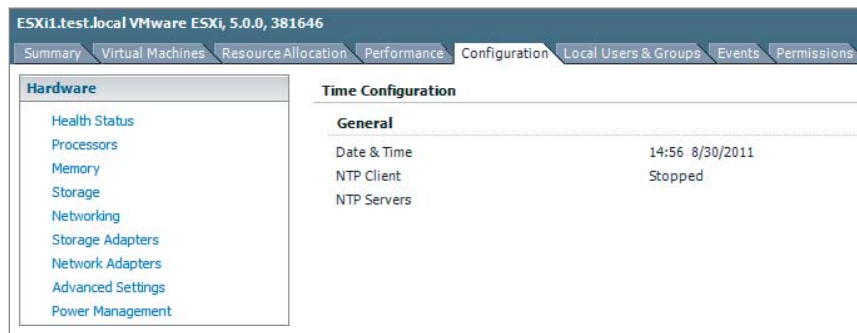 ESXi1.test.local VMware ESXi, 5.0.0, 381646
Summary Virtual Machines Resource Allocation Performance Configuration Local Users & Groups Events Permissions
Hardware
Health Status
Processors
Memory
Storage
Networking
Storage Adapters
Network Adapters
Advanced Settings
Power Management
Time Configuration
General
Date & Time 14:56 8/30/2011
NTP Client Stopped
NTP Servers